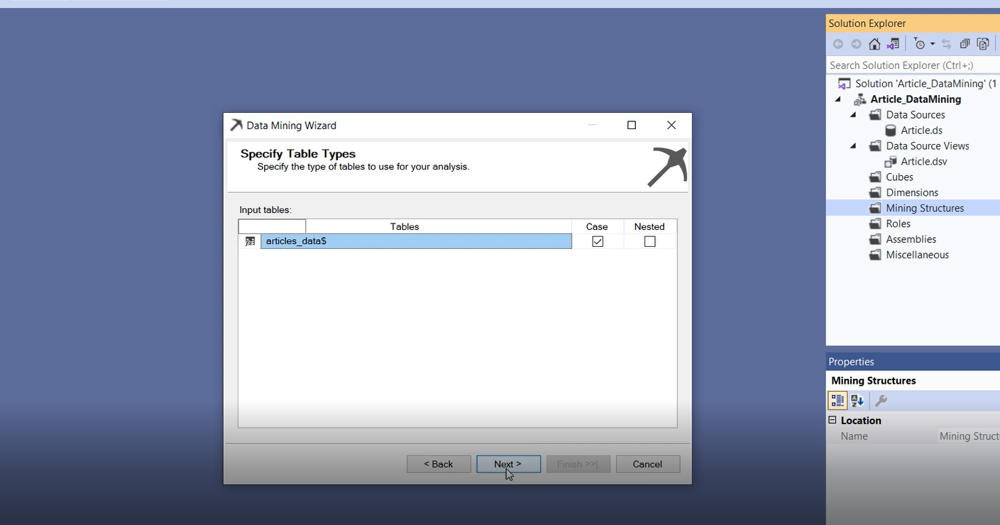 Data Mining Wizard
Specify Table Types
Specify the type of tables to use for your analysis.
Input tables:
Tables Case Nested
articles_data$
< Back Next > Finish >>| Cancel
Solution Explorer
Search Solution Explorer (Ctrl+;)
Solution 'Article_DataMining' (1
Article_DataMining
Data Sources
Article.ds
Data Source Views
Article.dsv
Cubes
Dimensions
Mining Structures
Roles
Assemblies
Miscellaneous
Properties
Mining Structures
Location
Name Mining Struct